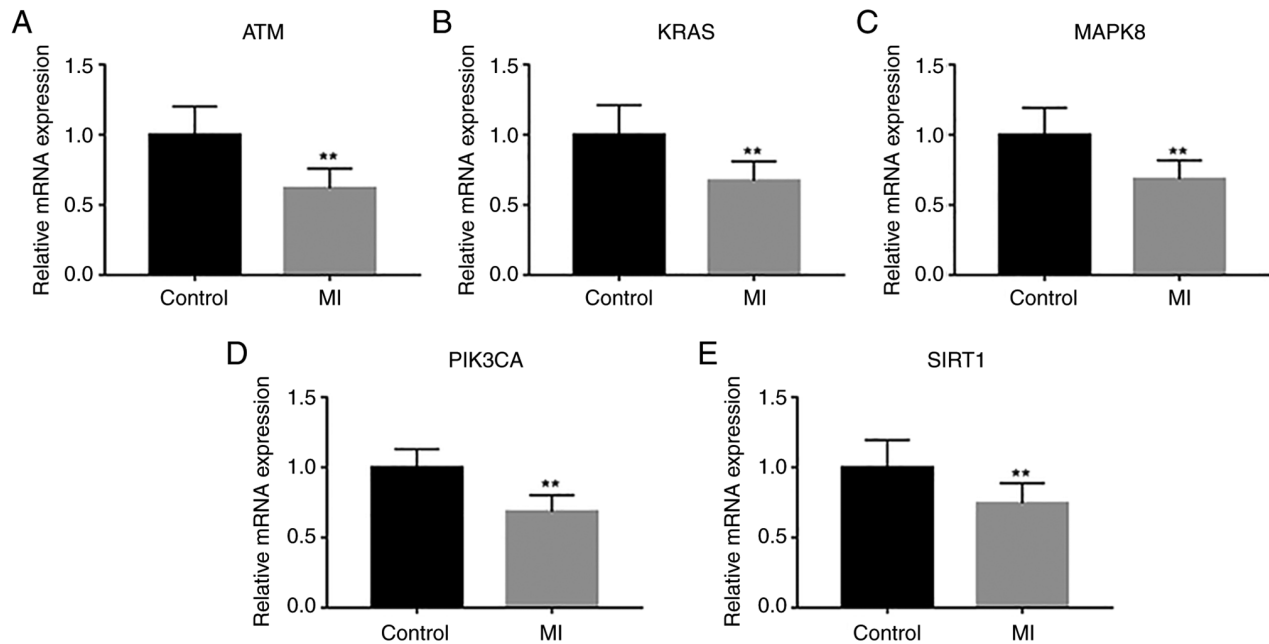 A
ATM
Relative mRNA expression
1.5
1.0
0.5
0.0
**
Control
MI
B
KRAS
Relative mRNA expression
1.5
1.0
0.5
0.0
**
Control
MI
C
MAPK8
Relative mRNA expression
1.5
1.0
0.5
0.0
**
Control
MI
D
PIK3CA
Relative mRNA expression
1.5
1.0
0.5
0.0
**
Control
MI
E
SIRT1
Relative mRNA expression
1.5
1.0
0.5
0.0
**
Control
MI